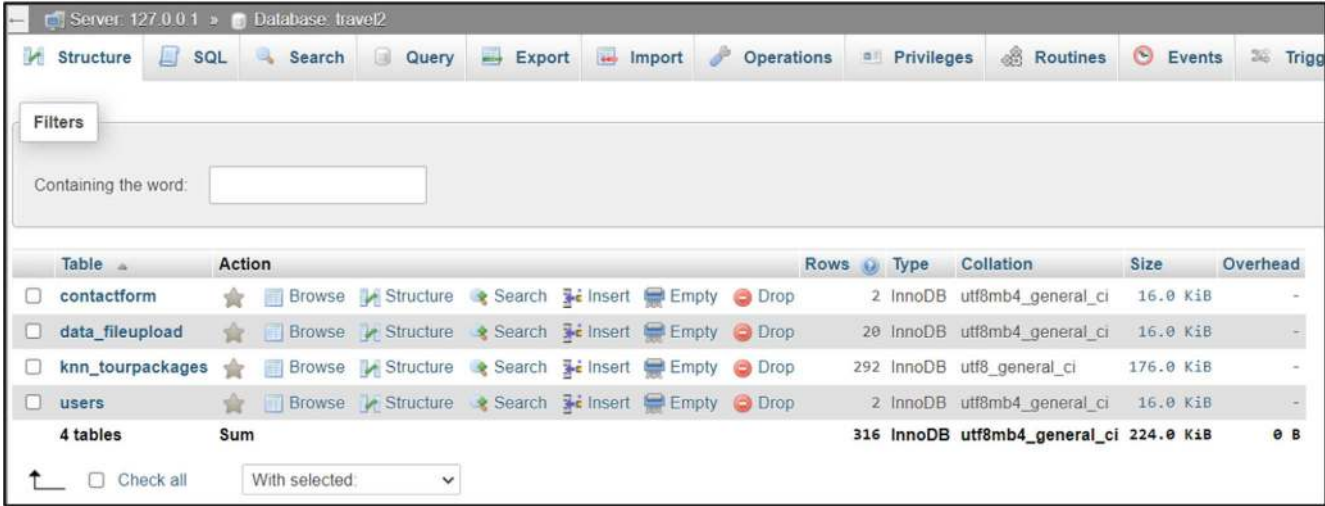 ← Server: 127.0.0.1 » Database: travel2
Structure SQL Search Query Export Import Operations Privileges Routines Events Trigg
Filters
Containing the word:
Table Action Rows Type Collation Size Overhead
contactform Browse Structure Search Insert Empty Drop 2 InnoDB utf8mb4_general_ci 16.0 KiB -
data_fileupload Browse Structure Search Insert Empty Drop 20 InnoDB utf8mb4_general_ci 16.0 KiB -
knn_tourpackages Browse Structure Search Insert Empty Drop 292 InnoDB utf8_general_ci 176.0 KiB -
users Browse Structure Search Insert Empty Drop 2 InnoDB utf8mb4_general_ci 16.0 KiB -
4 tables Sum 316 InnoDB utf8mb4_general_ci 224.0 KiB 0 B
Check all With selected: